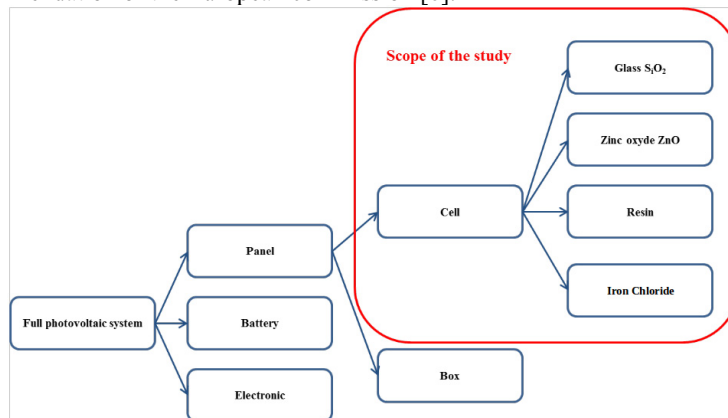 Scope of the study
Glass SiO₂
Zinc oxyde ZnO
Cell
Resin
Panel
Iron Chloride
Full photovoltaic system
Battery
Box
Electronic